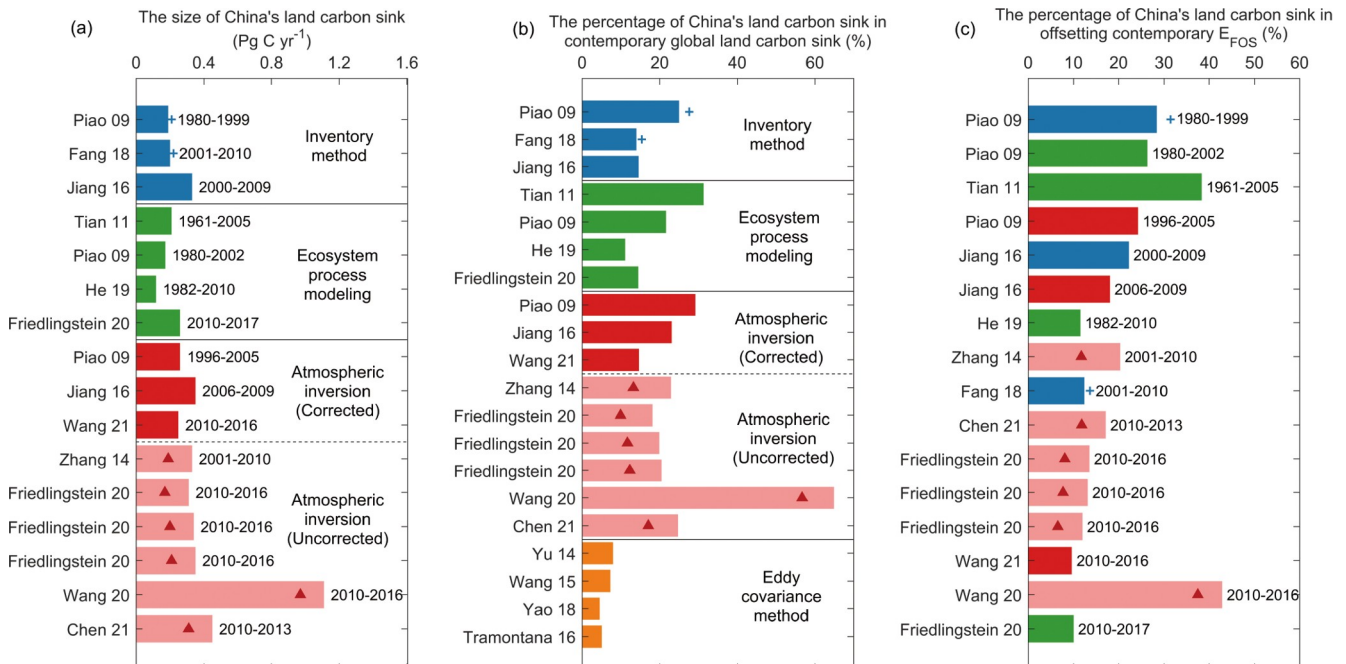 (a)
The size of China's land carbon sink
(Pg C yr⁻¹)
0 0.4 0.8 1.2 1.6
Piao 09 1980-1999
Fang 18 2001-2010
Jiang 16 2000-2009
Inventory
method
Tian 11 1961-2005
Piao 09 1980-2002
He 19 1982-2010
Friedlingstein 20 2010-2017
Ecosystem
process
modeling
Piao 09 1996-2005
Jiang 16 2006-2009
Wang 21 2010-2016
Atmospheric
inversion
(Corrected)
Zhang 14 2001-2010
Friedlingstein 20 2010-2016
Friedlingstein 20 2010-2016
Friedlingstein 20 2010-2016
Wang 20 2010-2016
Chen 21 2010-2013
Atmospheric
inversion
(Uncorrected)
(b)
The percentage of China's land carbon sink in
contemporary global land carbon sink (%)
0 20 40 60
Piao 09
Fang 18
Jiang 16
Inventory
method
Tian 11
Piao 09
He 19
Friedlingstein 20
Ecosystem
process
modeling
Piao 09
Jiang 16
Wang 21
Atmospheric
inversion
(Corrected)
Zhang 14
Friedlingstein 20
Friedlingstein 20
Friedlingstein 20
Wang 20
Chen 21
Atmospheric
inversion
(Uncorrected)
Yu 14
Wang 15
Yao 18
Tramontana 16
Eddy
covariance
method
(c)
The percentage of China's land carbon sink in
offsetting contemporary E_FOS (%)
0 10 20 30 40 50 60
Piao 09 1980-1999
Piao 09 1980-2002
Tian 11 1961-2005
Piao 09 1996-2005
Jiang 16 2000-2009
Jiang 16 2006-2009
He 19 1982-2010
Zhang 14 2001-2010
Fang 18 2001-2010
Chen 21 2010-2013
Friedlingstein 20 2010-2016
Friedlingstein 20 2010-2016
Friedlingstein 20 2010-2016
Wang 21 2010-2016
Wang 20 2010-2016
Friedlingstein 20 2010-2017